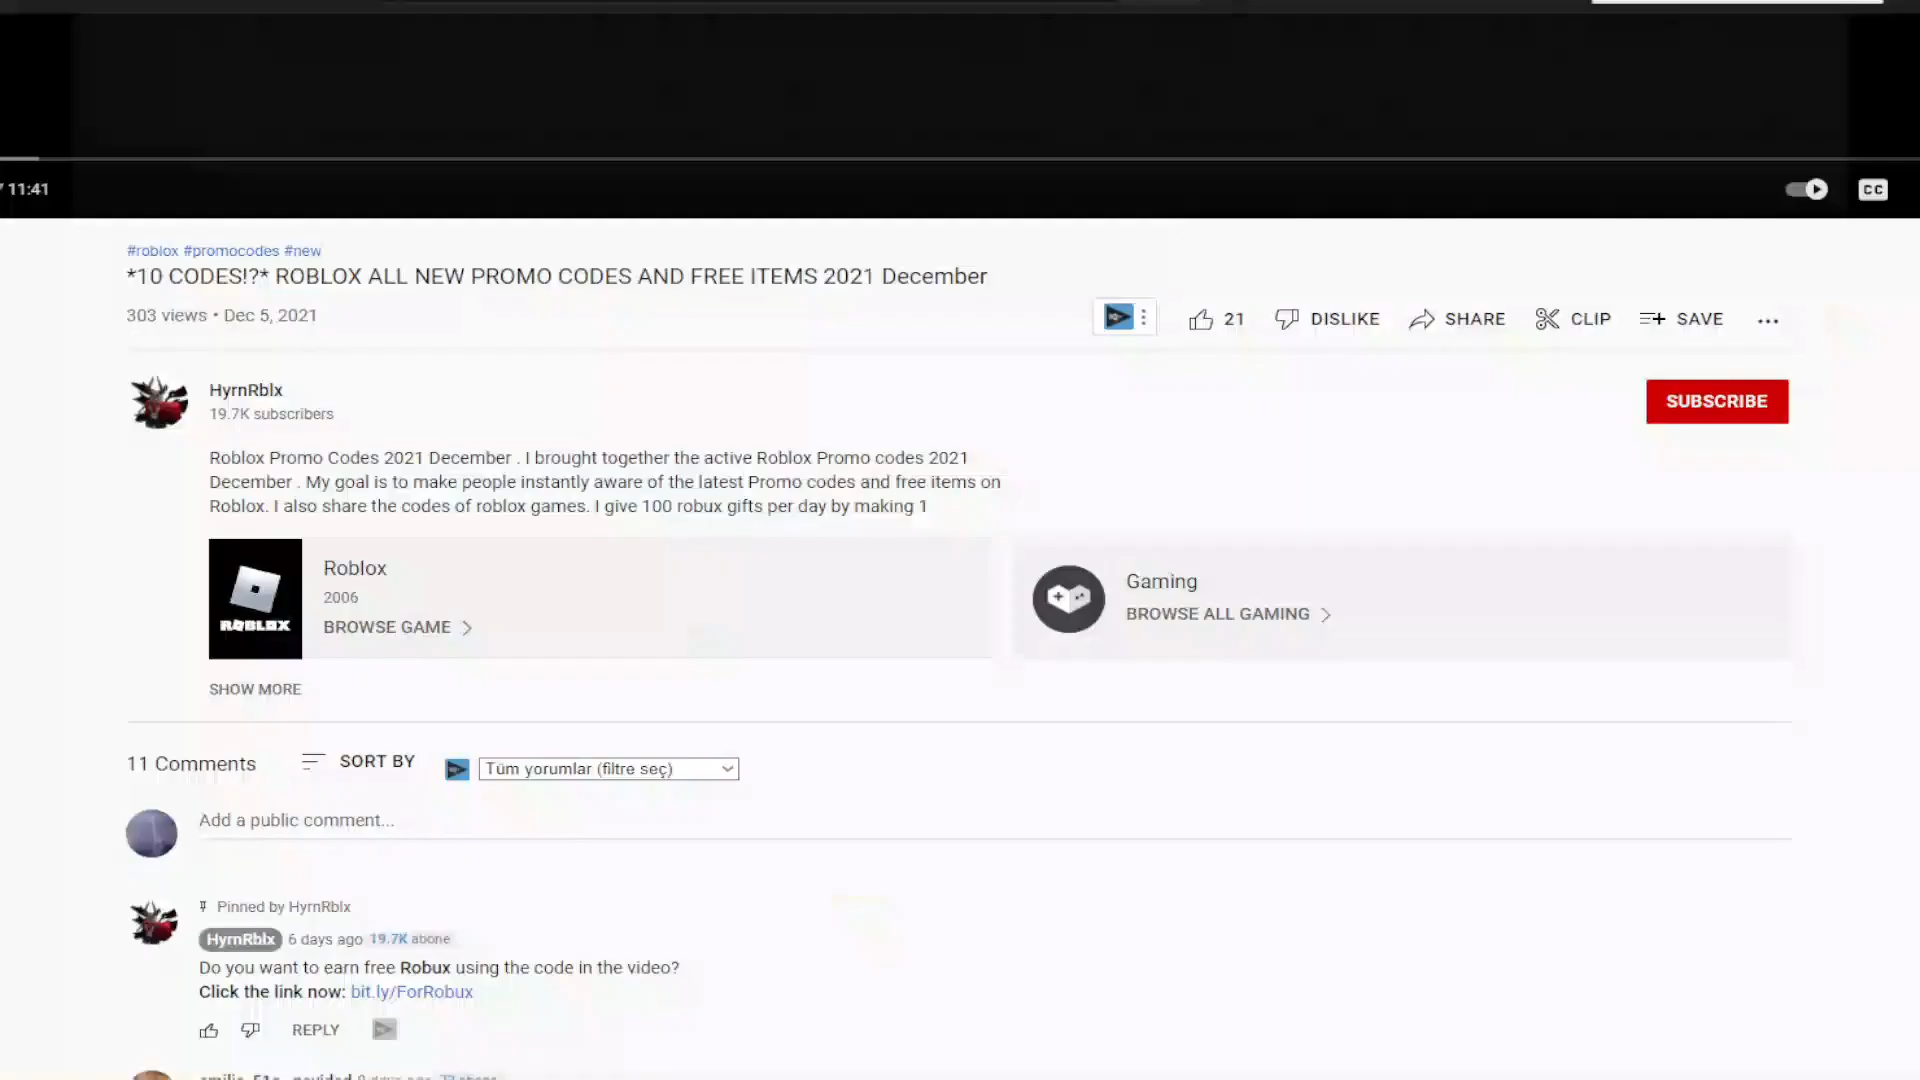 11:41
CC
#roblox #promocodes #new
*10 CODES!?* ROBLOX ALL NEW PROMO CODES AND FREE ITEMS 2021 December
303 views • Dec 5, 2021
21 DISLIKE SHARE CLIP SAVE
HyrnRblx
19.7K subscribers
SUBSCRIBE
Roblox Promo Codes 2021 December . I brought together the active Roblox Promo codes 2021
December . My goal is to make people instantly aware of the latest Promo codes and free items on
Roblox. I also share the codes of roblox games. I give 100 robux gifts per day by making 1
ROBLOX
Roblox
2006
BROWSE GAME
Gaming
BROWSE ALL GAMING
SHOW MORE
11 Comments SORT BY Tüm yorumlar (filtre seç)
Add a public comment...
Pinned by HyrnRblx
HyrnRblx 6 days ago 19.7K abone
Do you want to earn free Robux using the code in the video?
Click the link now: bit.ly/ForRobux
REPLY